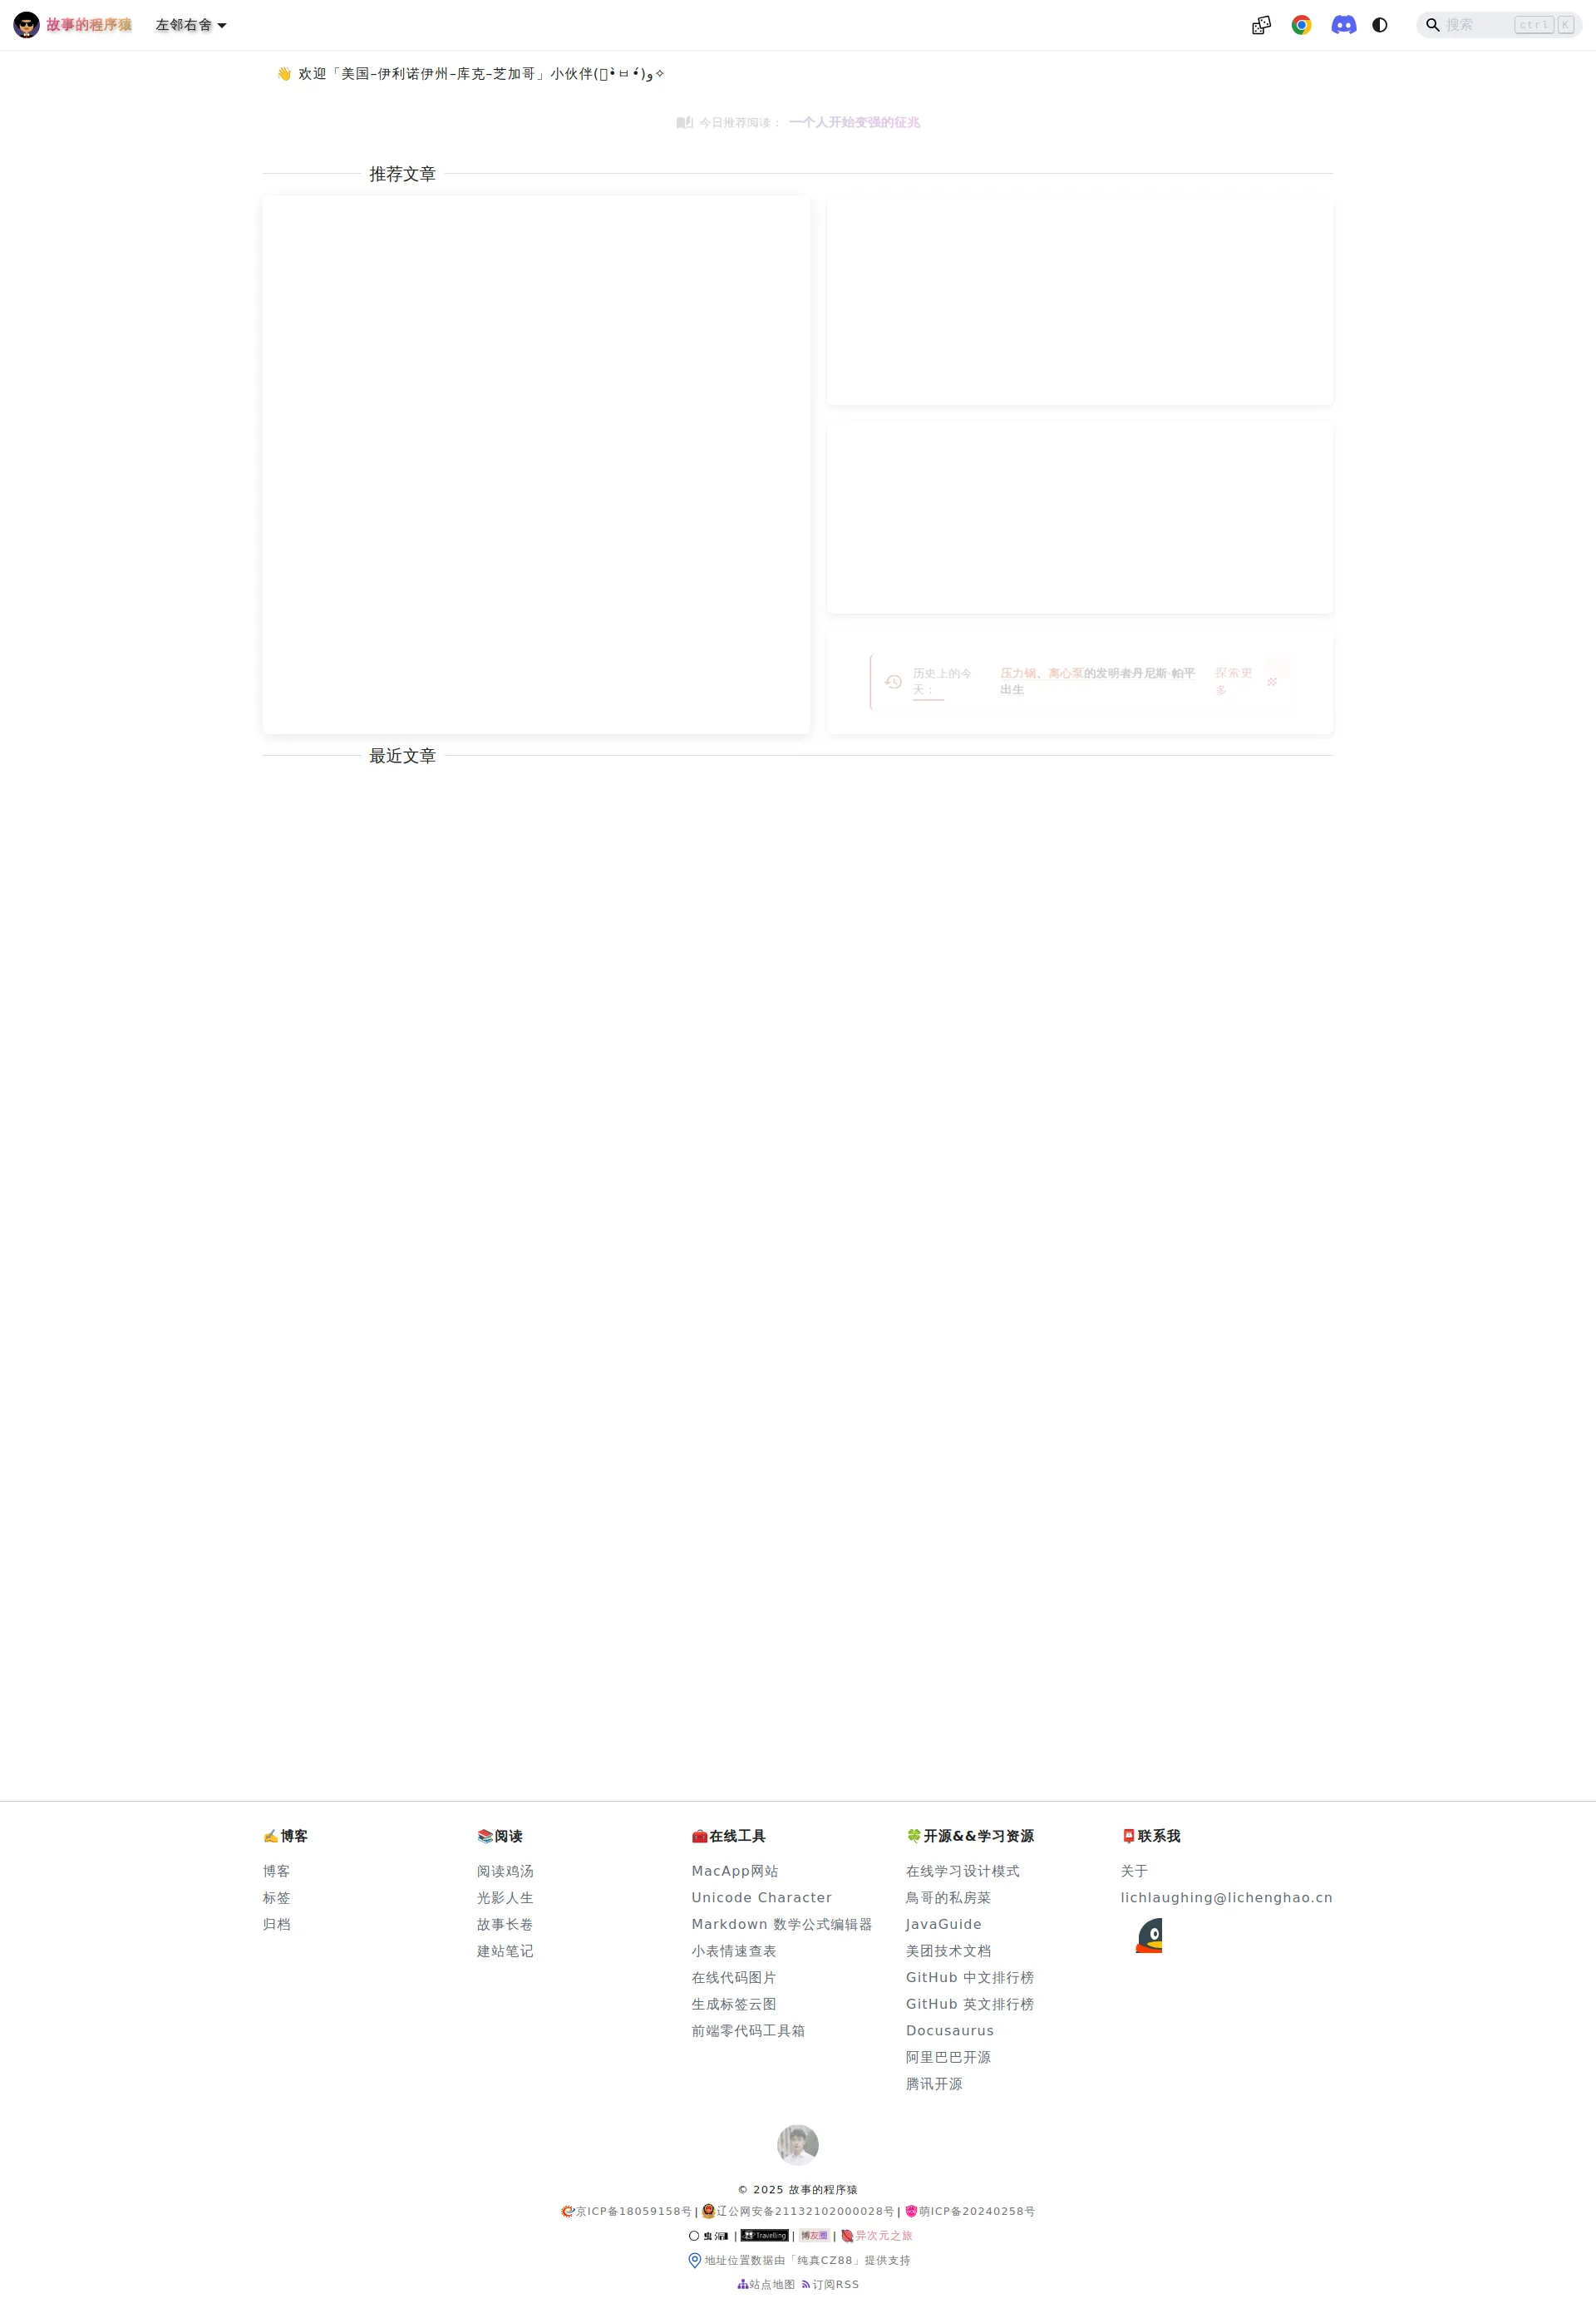 故事的程序猿 左邻右舍 搜索 ctrl K
👋 欢迎「美国–伊利诺伊州–库克–芝加哥」小伙伴(๑•̀ㅂ•́)و✧
今日推荐阅读： 一个人开始变强的征兆
推荐文章
历史上的今天：
压力锅、离心泵的发明者丹尼斯·帕平出生
探索更多
最近文章
✍️博客
博客
标签
归档
📚阅读
阅读鸡汤
光影人生
故事长卷
建站笔记
🧰在线工具
MacApp网站
Unicode Character
Markdown 数学公式编辑器
小表情速查表
在线代码图片
生成标签云图
前端零代码工具箱
🍀开源&&学习资源
在线学习设计模式
鳥哥的私房菜
JavaGuide
美团技术文档
GitHub 中文排行榜
GitHub 英文排行榜
Docusaurus
阿里巴巴开源
腾讯开源
📮联系我
关于
lichlaughing@lichenghao.cn
© 2025 故事的程序猿
京ICP备18059158号 | 辽公网安备21132102000028号 | 萌ICP备20240258号
| Travelling | 博友圈 | 异次元之旅
地址位置数据由「纯真CZ88」提供支持
站点地图 订阅RSS